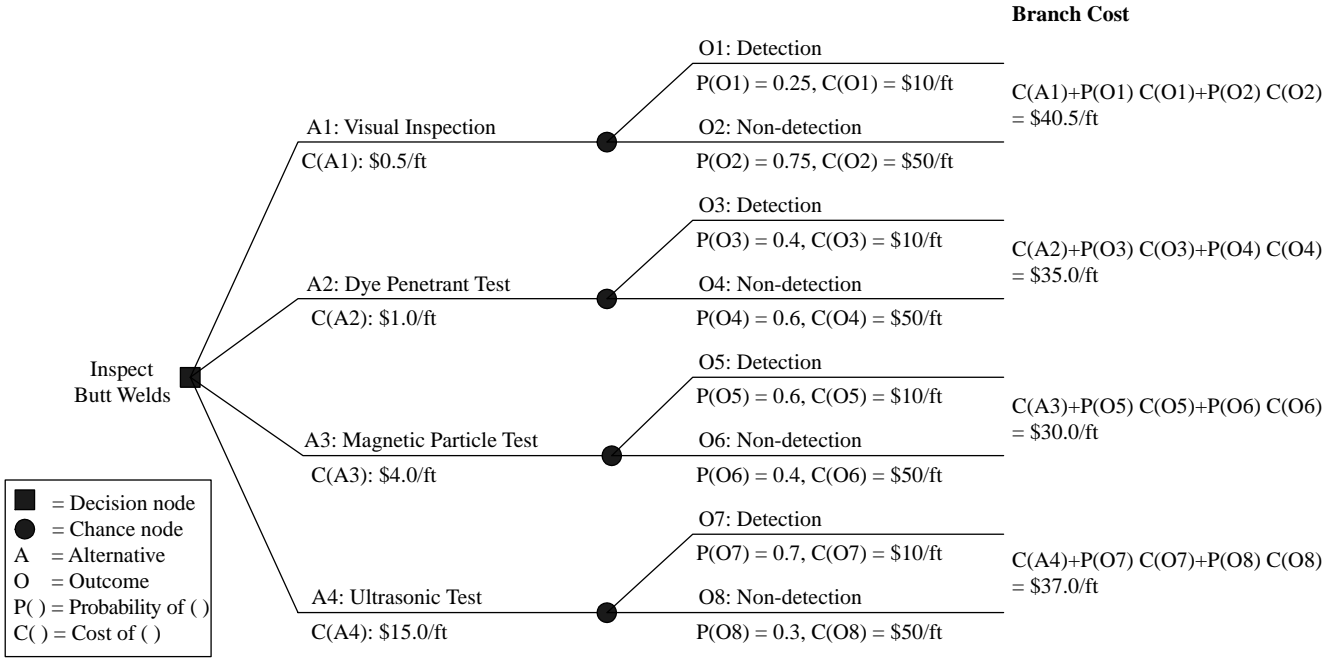 Branch Cost
O1: Detection
P(O1) = 0.25, C(O1) = $10/ft
C(A1)+P(O1) C(O1)+P(O2) C(O2)
= $40.5/ft
A1: Visual Inspection
C(A1): $0.5/ft
O2: Non-detection
P(O2) = 0.75, C(O2) = $50/ft
O3: Detection
P(O3) = 0.4, C(O3) = $10/ft
C(A2)+P(O3) C(O3)+P(O4) C(O4)
= $35.0/ft
A2: Dye Penetrant Test
C(A2): $1.0/ft
O4: Non-detection
P(O4) = 0.6, C(O4) = $50/ft
Inspect
Butt Welds
O5: Detection
P(O5) = 0.6, C(O5) = $10/ft
C(A3)+P(O5) C(O5)+P(O6) C(O6)
= $30.0/ft
A3: Magnetic Particle Test
C(A3): $4.0/ft
O6: Non-detection
P(O6) = 0.4, C(O6) = $50/ft
O7: Detection
P(O7) = 0.7, C(O7) = $10/ft
C(A4)+P(O7) C(O7)+P(O8) C(O8)
= $37.0/ft
A4: Ultrasonic Test
C(A4): $15.0/ft
O8: Non-detection
P(O8) = 0.3, C(O8) = $50/ft
= Decision node
= Chance node
A = Alternative
O = Outcome
P( ) = Probability of ( )
C( ) = Cost of ( )